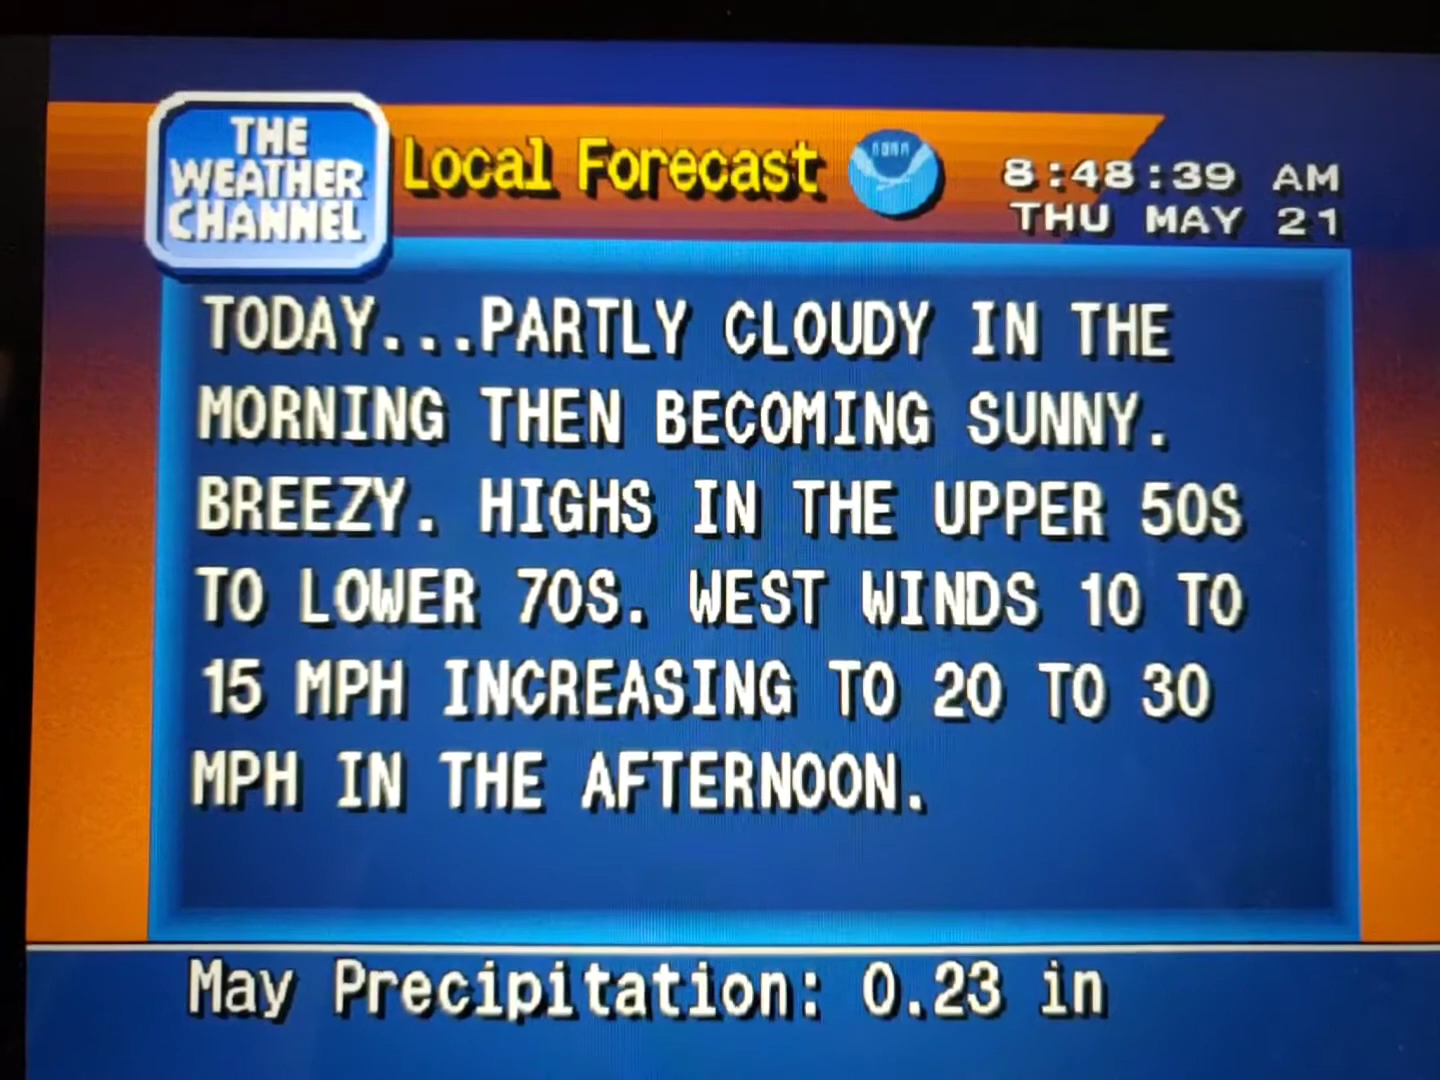 THE
WEATHER
CHANNEL
Local Forecast
NOAA
8:48:39 AM
THU MAY 21
TODAY...PARTLY CLOUDY IN THE
MORNING THEN BECOMING SUNNY.
BREEZY. HIGHS IN THE UPPER 50S
TO LOWER 70S. WEST WINDS 10 TO
15 MPH INCREASING TO 20 TO 30
MPH IN THE AFTERNOON.
May Precipitation: 0.23 in